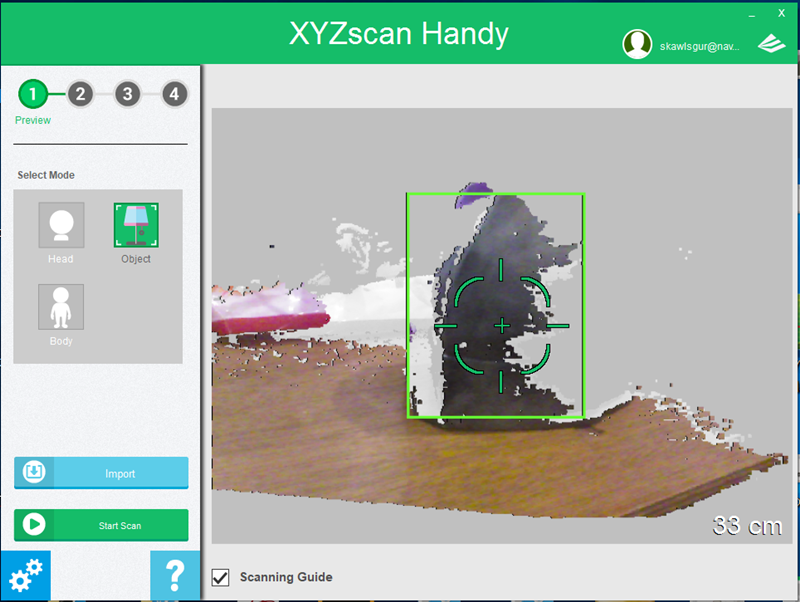 XYZscan Handy
_ X
skawlsgur@nav...
1 2 3 4
Preview
Select Mode
Head Object
Body
Import
Start Scan
?
33 cm
Scanning Guide